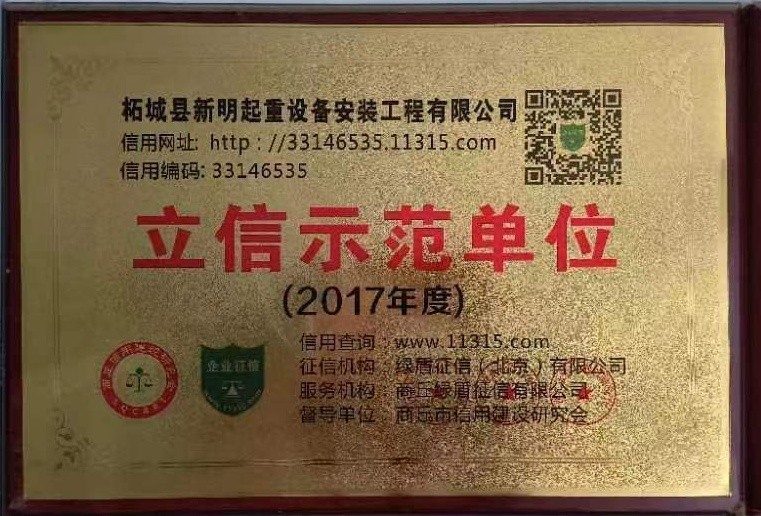 柘城县新明起重设备安装工程有限公司
信用网址: http : //33146535.11315.com
信用编码: 33146535
立信示范单位
(2017年度)
信用查询: www.11315.com
征信机构: 绿盾征信（北京）有限公司
服务机构: 商丘绿盾征信有限公司
督导单位: 商丘市信用建设研究会
企业征信